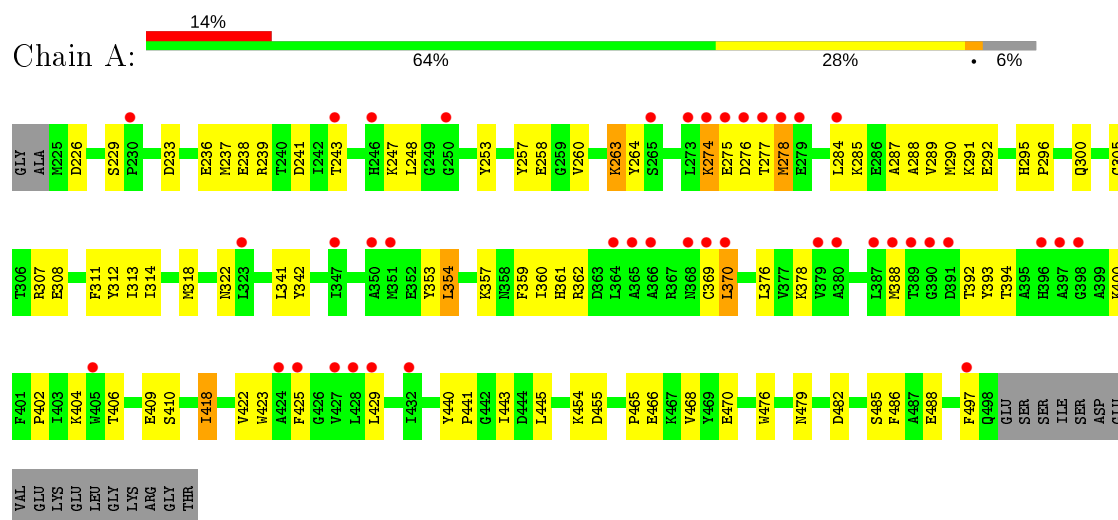 14%
Chain A:
64% 28% • 6%
GLY ALA M225 D226 S229 P230 D233 E236 M237 E238 R239 T240 D241 I242 T243 H246 K247 L248 G249 G250 Y253 Y257 E258 G259 V260 K263 Y264 S265 L273 K274 E275 D276 T277 M278 E279 L284 K285 E286 A287 A288 V289 M290 K291 E292 H295 P296 Q300
T306 R307 E308 F311 Y312 I313 I314 M318 N322 L323 L341 Y342 I347 A350 M351 E352 Y353 L354 K357 N358 F359 I360 H361 R362 D363 L364 A365 A366 R367 N368 C369 L370 L376 V377 K378 V379 A380 L387 M388 T389 G390 D391 T392 Y393 T394 A395 H396 A397 G398 A399 K400
F401 P402 I403 K404 W405 T406 E409 S410 I418 V422 W423 A424 F425 G426 V427 L428 L429 I432 Y440 P441 G442 I443 D444 L445 K454 D455 P465 E466 K467 V468 Y469 E470 W476 N479 D482 S485 F486 A487 E488 F497 Q498 GLU SER SER ILE SER ASP
VAL GLU LYS GLU LEU GLY LYS ARG GLY THR